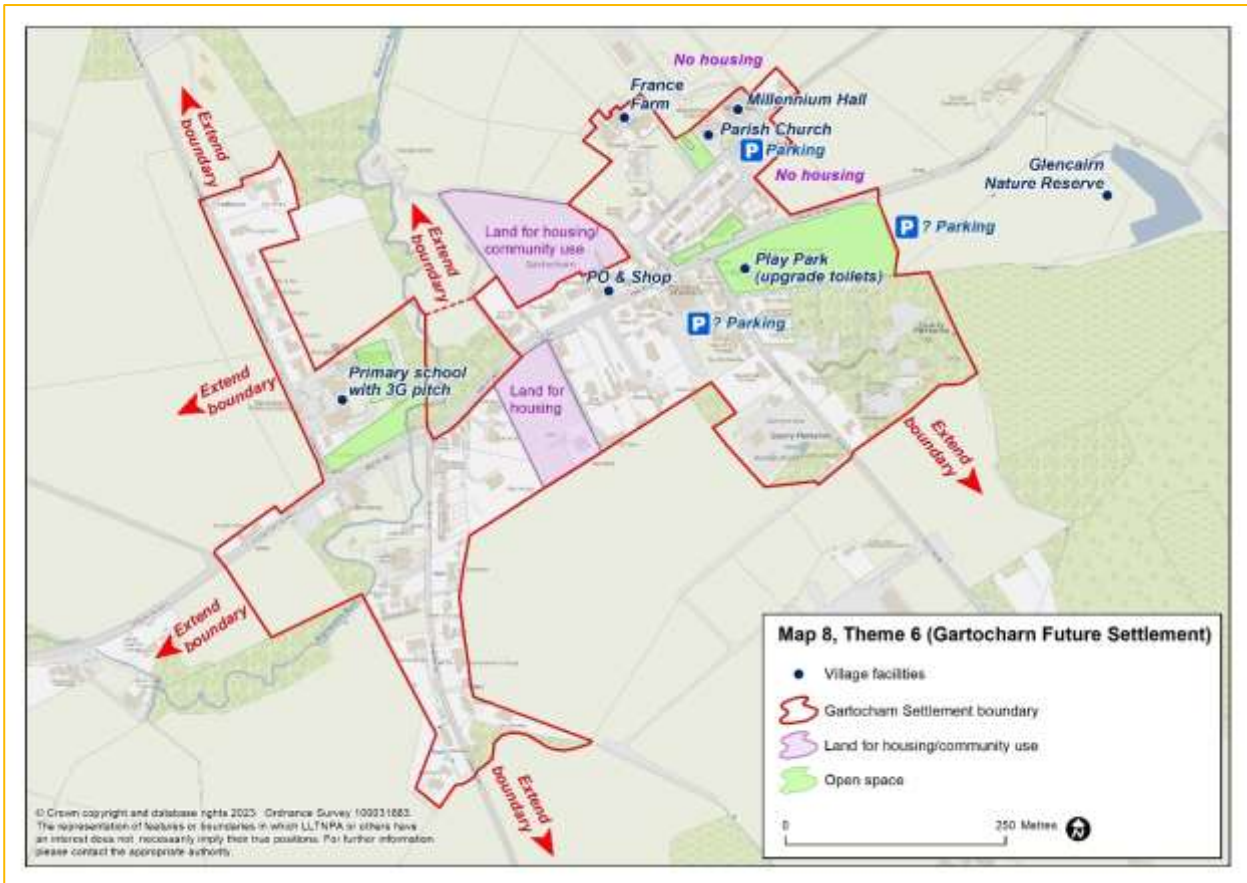 No housing
France
Farm
Millennium Hall
Parish Church
P Parking
Extend
boundary
No housing
Glencairn
Nature Reserve
P ? Parking
Land for housing/
community use
Extend
boundary
Play Park
(upgrade toilets)
PO & Shop
P ? Parking
Extend
boundary
Primary school
with 3G pitch
Land for
housing
Extend
boundary
Extend
boundary
Extend
boundary
Map 8, Theme 6 (Gartocharn Future Settlement)
Village facilities
Gartocharn Settlement boundary
Land for housing/community use
Open space
0 250 Metres N
© Crown copyright and database rights 2023 Ordnance Survey 100031883.
The representation of features or boundaries in which LLTNPA or others have
an interest does not necessarily imply their true positions. For further information
please contact the appropriate authority.